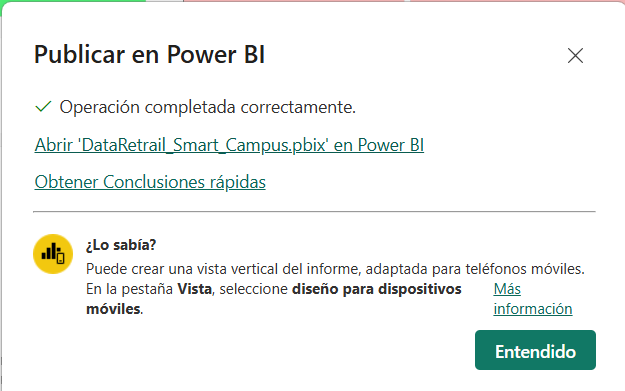 Publicar en Power BI
Operación completada correctamente.
Abrir 'DataRetrail_Smart_Campus.pbix' en Power BI
Obtener Conclusiones rápidas
¿Lo sabía?
Puede crear una vista vertical del informe, adaptada para teléfonos móviles.
En la pestaña Vista, seleccione diseño para dispositivos móviles.
Más información
Entendido